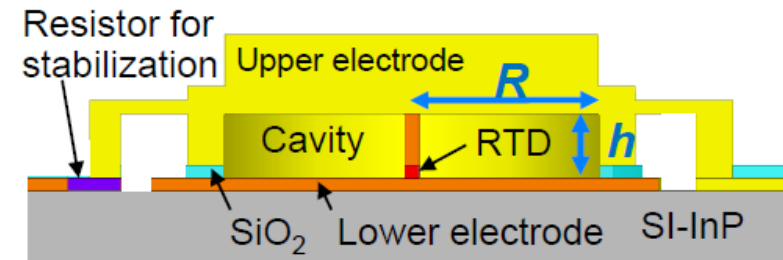 Resistor for
stabilization
Upper electrode
R
Cavity
RTD
h
SiO₂
Lower electrode
SI-InP